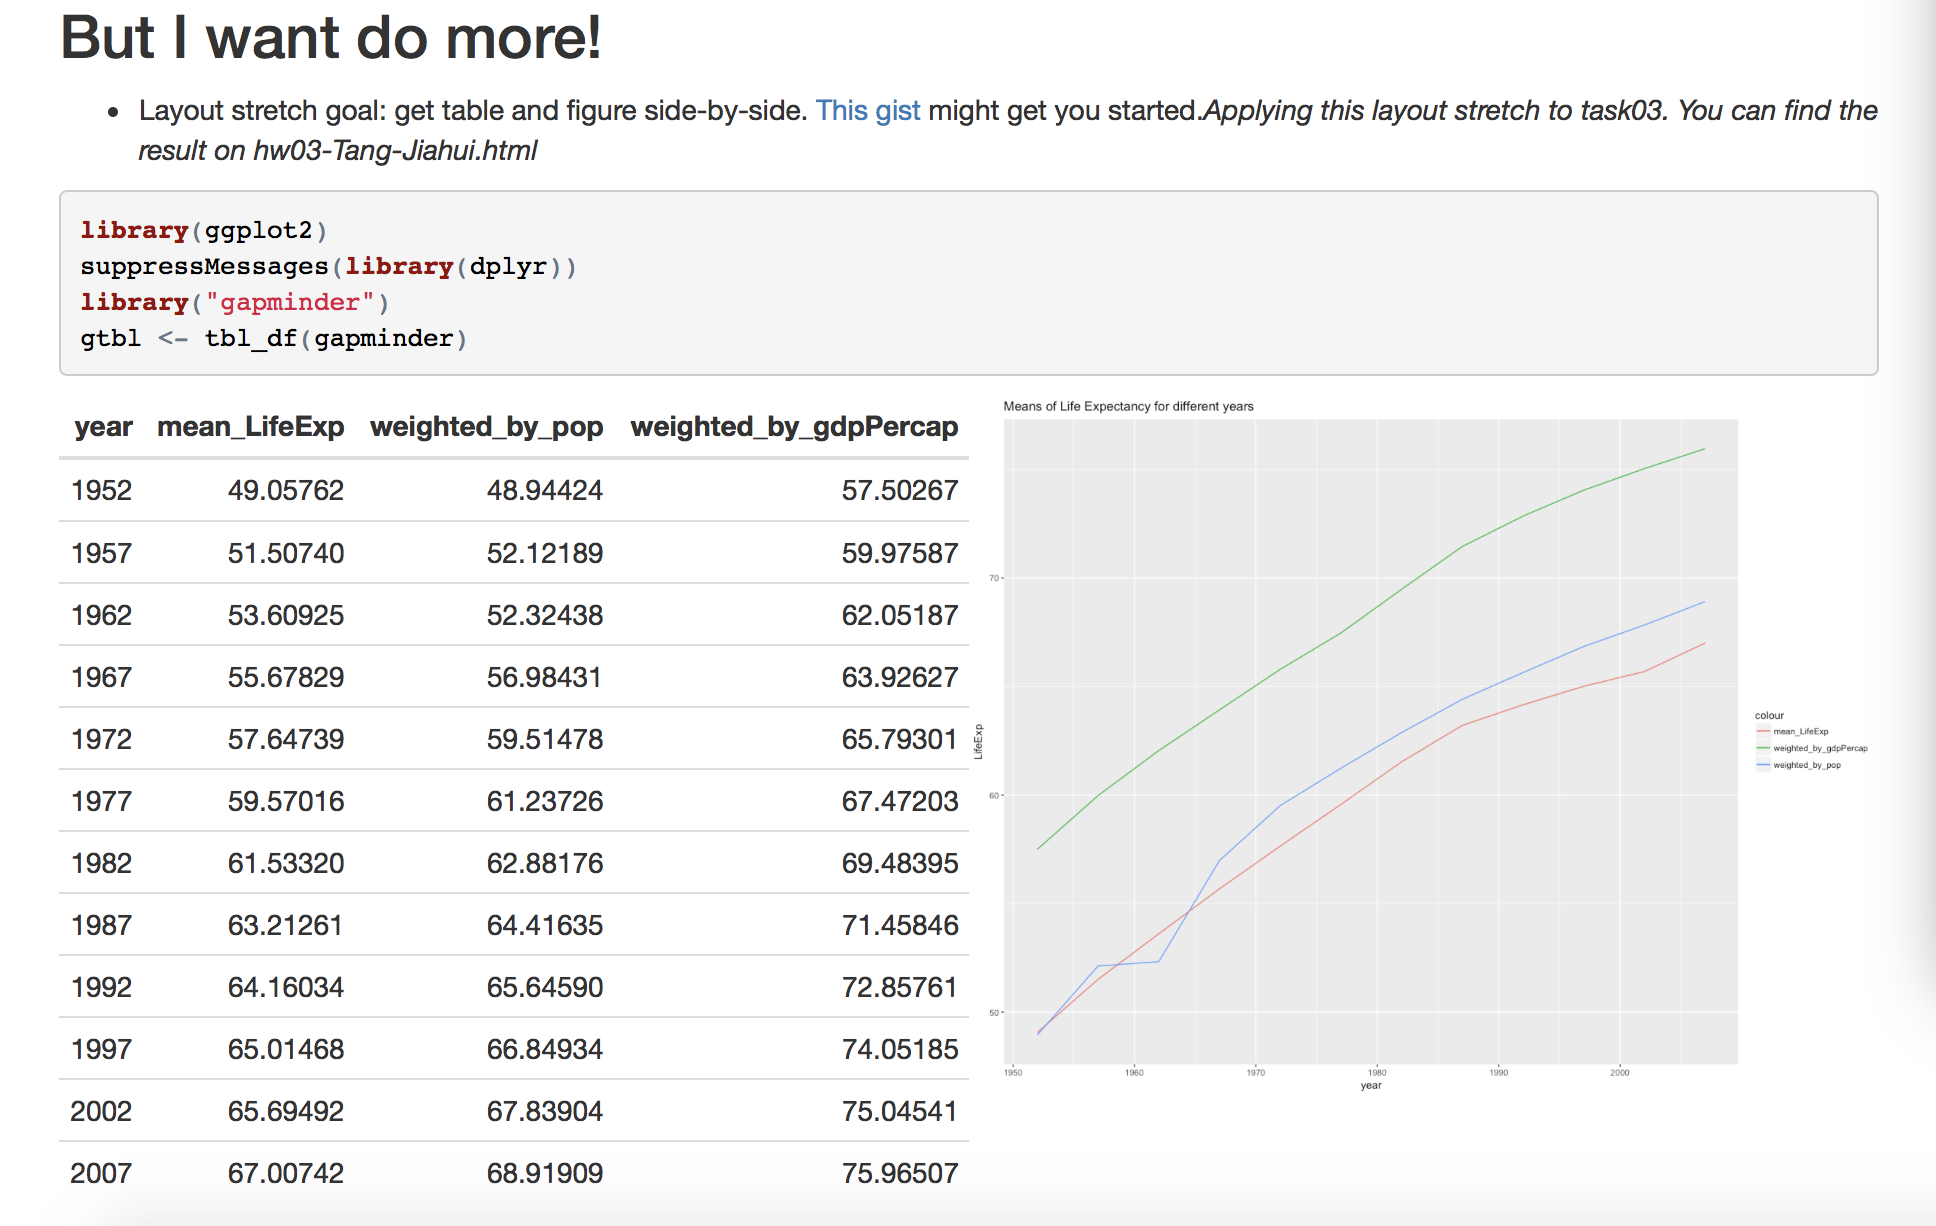 But I want do more!
• Layout stretch goal: get table and figure side-by-side. This gist might get you started.Applying this layout stretch to task03. You can find the
result on hw03-Tang-Jiahui.html
library(ggplot2)
suppressMessages(library(dplyr))
library("gapminder")
gtbl <- tbl_df(gapminder)
year mean_LifeExp weighted_by_pop weighted_by_gdpPercap
1952 49.05762 48.94424 57.50267
1957 51.50740 52.12189 59.97587
1962 53.60925 52.32438 62.05187
1967 55.67829 56.98431 63.92627
1972 57.64739 59.51478 65.79301
1977 59.57016 61.23726 67.47203
1982 61.53320 62.88176 69.48395
1987 63.21261 64.41635 71.45846
1992 64.16034 65.64590 72.85761
1997 65.01468 66.84934 74.05185
2002 65.69492 67.83904 75.04541
2007 67.00742 68.91909 75.96507
Means of Life Expectancy for different years
70
60
50
LifeExp
1950 1960 1970 1980 1990 2000
year
colour
mean_LifeExp
weighted_by_gdpPercap
weighted_by_pop